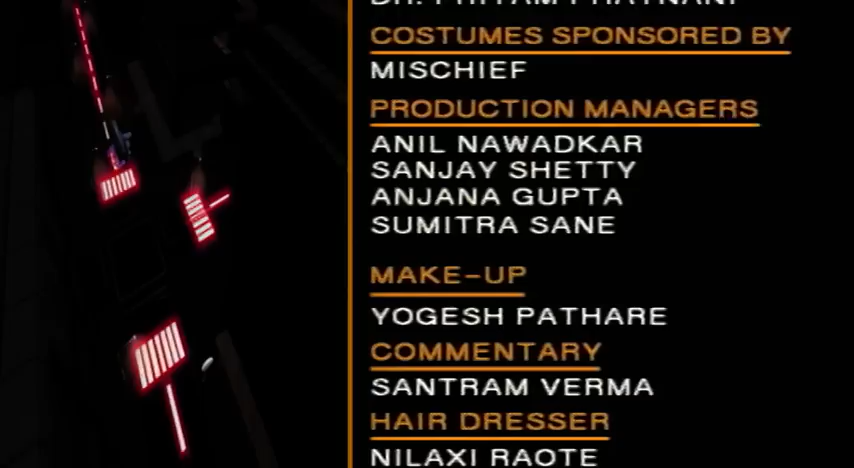 COSTUMES SPONSORED BY
MISCHIEF
PRODUCTION MANAGERS
ANIL NAWADKAR
SANJAY SHETTY
ANJANA GUPTA
SUMITRA SANE
MAKE-UP
YOGESH PATHARE
COMMENTARY
SANTRAM VERMA
HAIR DRESSER
NILAXI RAOTE